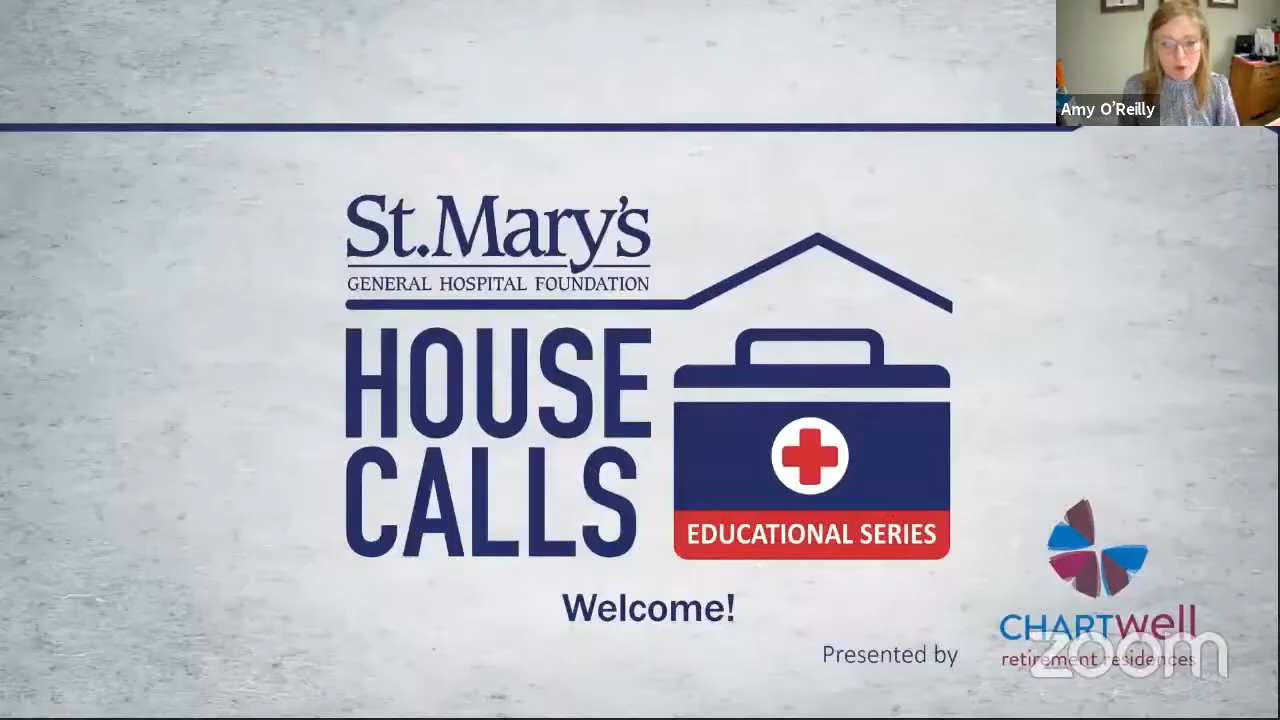 Amy O'Reilly
St.Mary's
GENERAL HOSPITAL FOUNDATION
HOUSE
CALLS
EDUCATIONAL SERIES
Welcome!
Presented by
CHARTwell
retirement residences
zoom